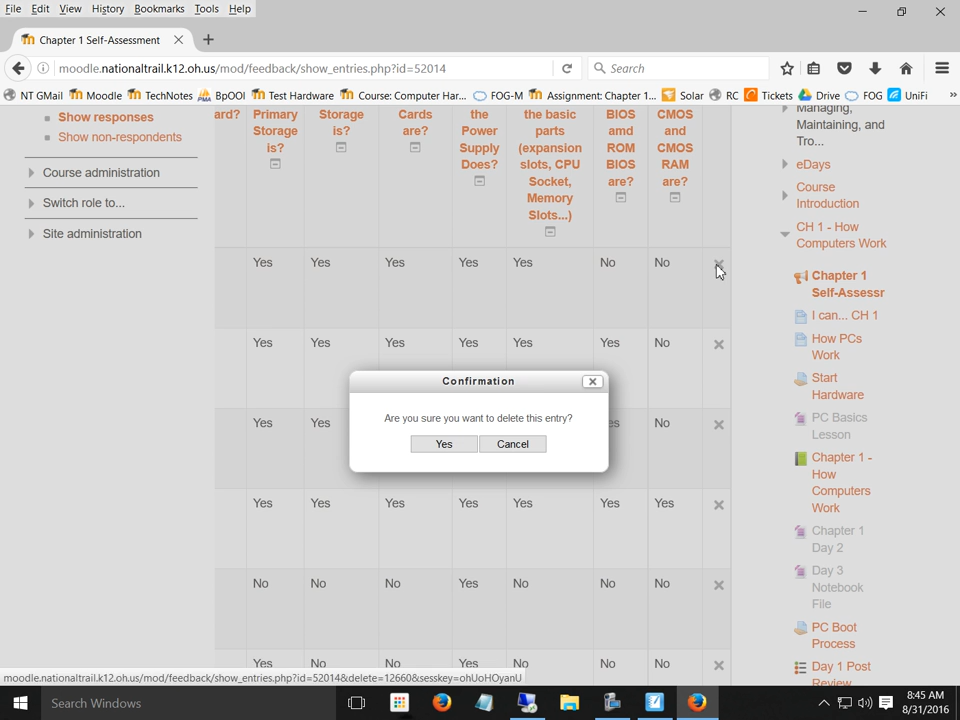 File Edit View History Bookmarks Tools Help
Chapter 1 Self-Assessment
moodle.nationaltrail.k12.oh.us/mod/feedback/show_entries.php?id=52014
Search
NT GMail Moodle TechNotes BpOOl Test Hardware Course: Computer Har... FOG-M Assignment: Chapter 1... Solar RC Tickets Drive FOG UniFi »
Show responses
Show non-respondents
Course administration
Switch role to...
Site administration
ard?
Primary
Storage
is?
Storage
is?
Cards
are?
the
Power
Supply
Does?
the basic
parts
(expansion
slots, CPU
Socket,
Memory
Slots...)
BIOS
amd
ROM
BIOS
are?
CMOS
and
CMOS
RAM
are?
Yes Yes Yes Yes Yes No No
Yes Yes Yes Yes Yes Yes No
Yes Yes es No
Yes Yes Yes Yes Yes Yes Yes
No No No Yes No No No
Yes No No Yes No No No
Confirmation
Are you sure you want to delete this entry?
Yes Cancel
Managing,
Maintaining, and
Tro...
eDays
Course
Introduction
CH 1 - How
Computers Work
Chapter 1
Self-Assessr
I can... CH 1
How PCs
Work
Start
Hardware
PC Basics
Lesson
Chapter 1 -
How
Computers
Work
Chapter 1
Day 2
Day 3
Notebook
File
PC Boot
Process
Day 1 Post
Review
moodle.nationaltrail.k12.oh.us/mod/feedback/show_entries.php?id=52014&delete=12660&sesskey=ohUoHOyanU
Search Windows
8:45 AM
8/31/2016